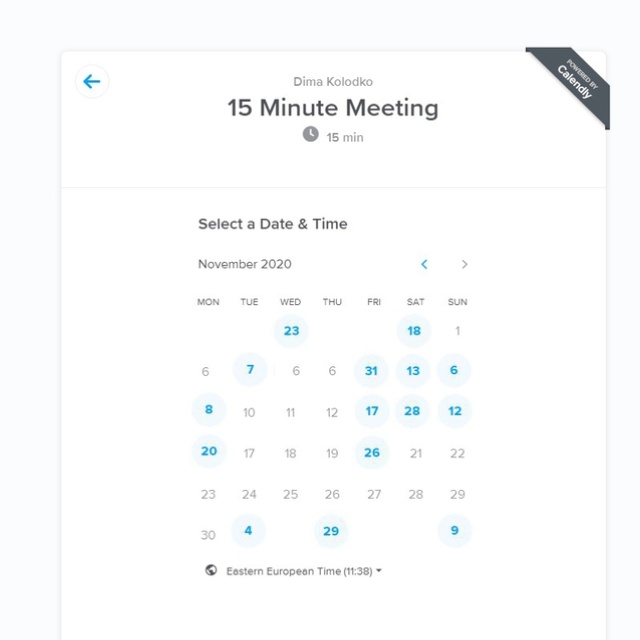 Dima Kolodko
POWERED BY
Calendly
15 Minute Meeting
15 min
Select a Date & Time
November 2020
MON TUE WED THU FRI SAT SUN
23 18 1
6 7 6 6 31 13 6
8 10 11 12 17 28 12
20 17 18 19 26 21 22
23 24 25 26 27 28 29
30 4 29 9
Eastern European Time (11:38)